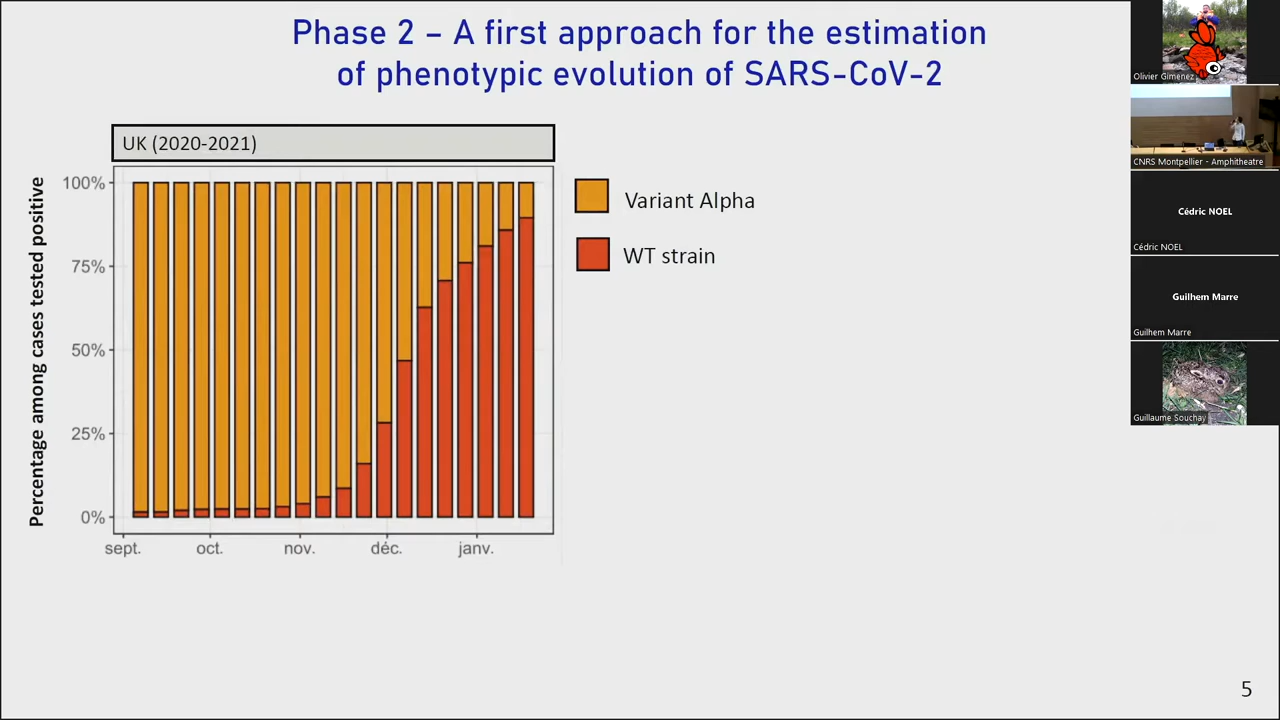 Phase 2 – A first approach for the estimation
of phenotypic evolution of SARS-CoV-2
UK (2020-2021)
Percentage among cases tested positive
100%
75%
50%
25%
0%
sept.
oct.
nov.
déc.
janv.
Variant Alpha
WT strain
Olivier Gimenez
CNRS Montpellier - Amphitheatre
Cédric NOEL
Cédric NOEL
Guilhem Marre
Guilhem Marre
Guillaume Souchay
5